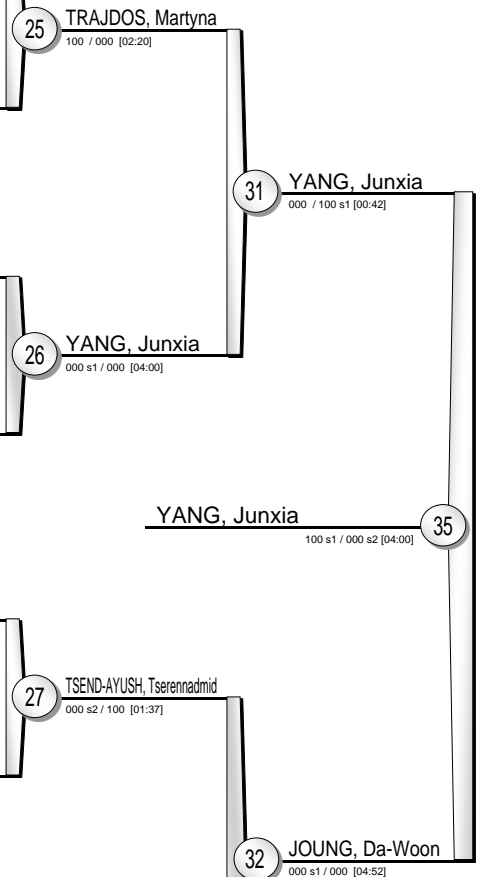 25 TRAJDOS, Martyna
100 / 000 [02:20]
31 YANG, Junxia
000 / 100 s1 [00:42]
26 YANG, Junxia
000 s1 / 000 [04:00]
YANG, Junxia 35
100 s1 / 000 s2 [04:00]
27 TSEND-AYUSH, Tserennadmid
000 s2 / 100 [01:37]
32 JOUNG, Da-Woon
000 s1 / 000 [04:52]